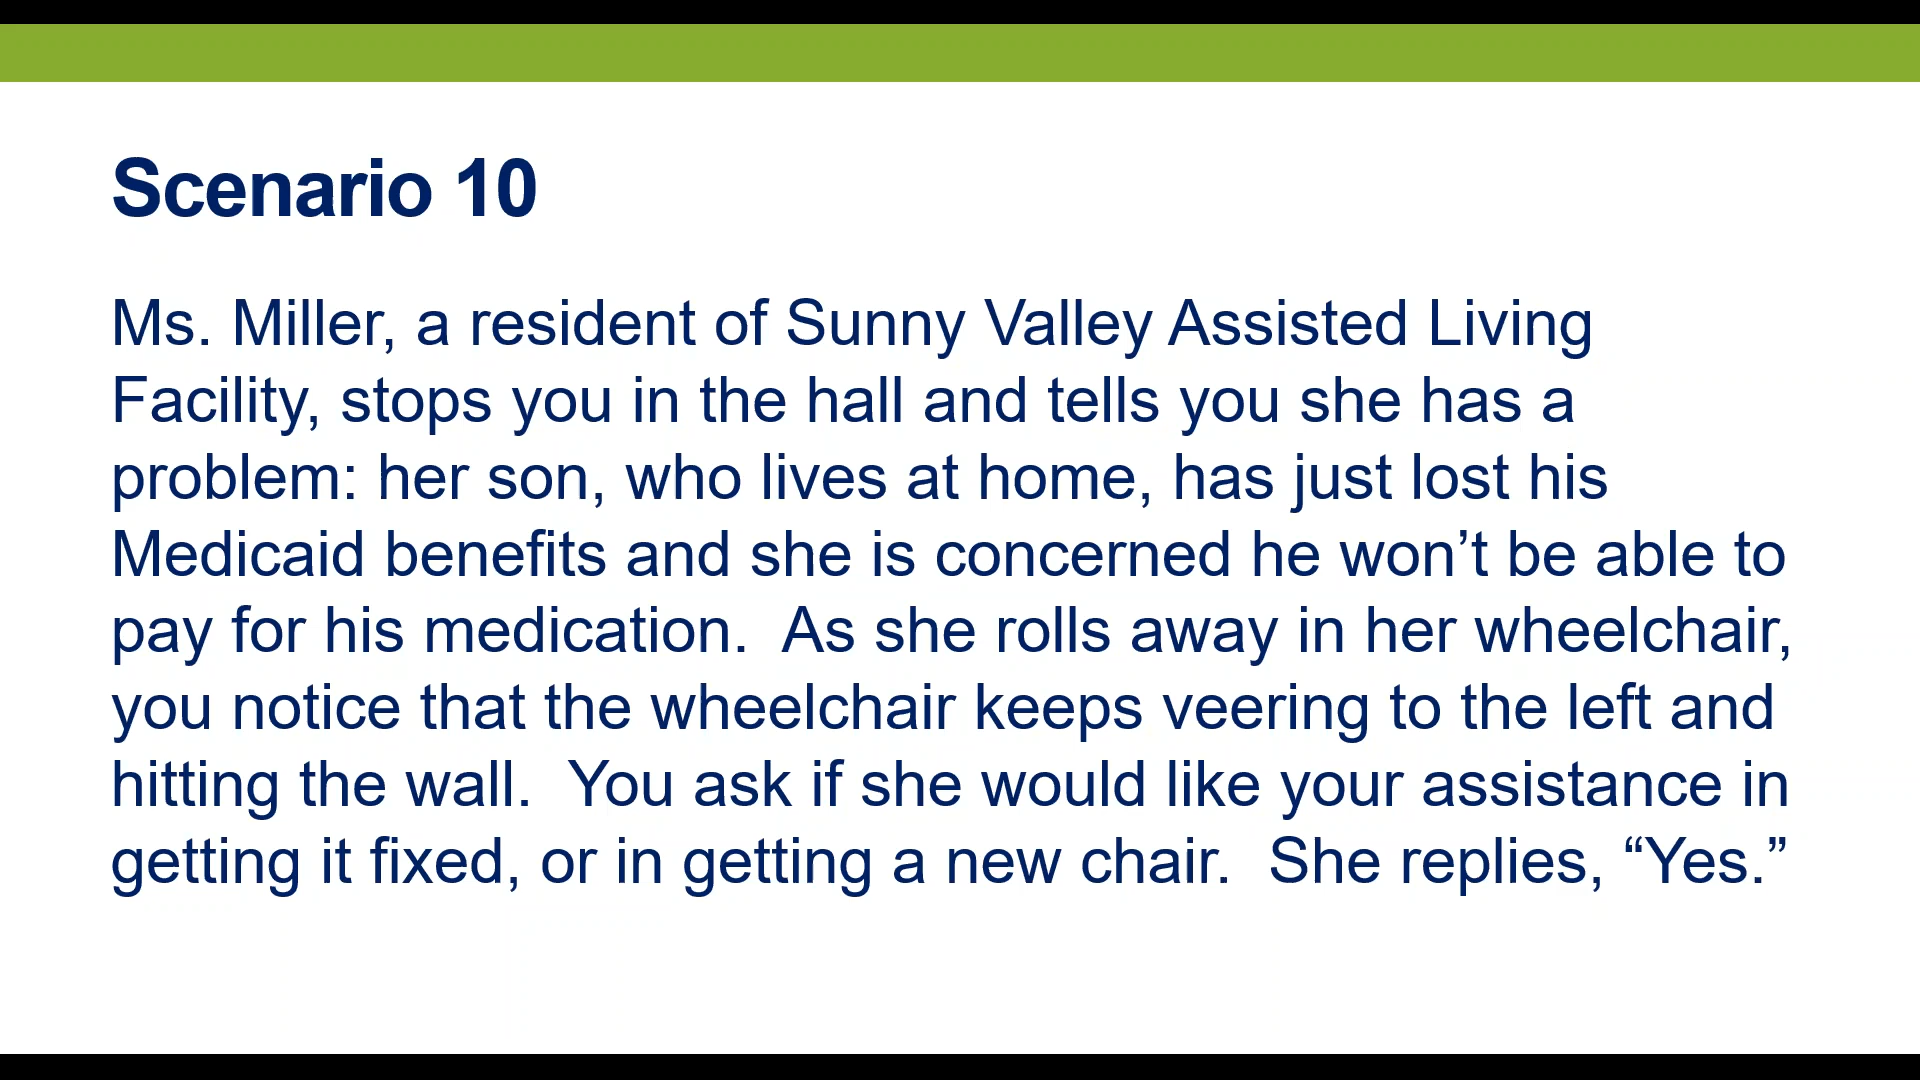 Scenario 10
Ms. Miller, a resident of Sunny Valley Assisted Living
Facility, stops you in the hall and tells you she has a
problem: her son, who lives at home, has just lost his
Medicaid benefits and she is concerned he won’t be able to
pay for his medication.  As she rolls away in her wheelchair,
you notice that the wheelchair keeps veering to the left and
hitting the wall.  You ask if she would like your assistance in
getting it fixed, or in getting a new chair.  She replies, “Yes.”